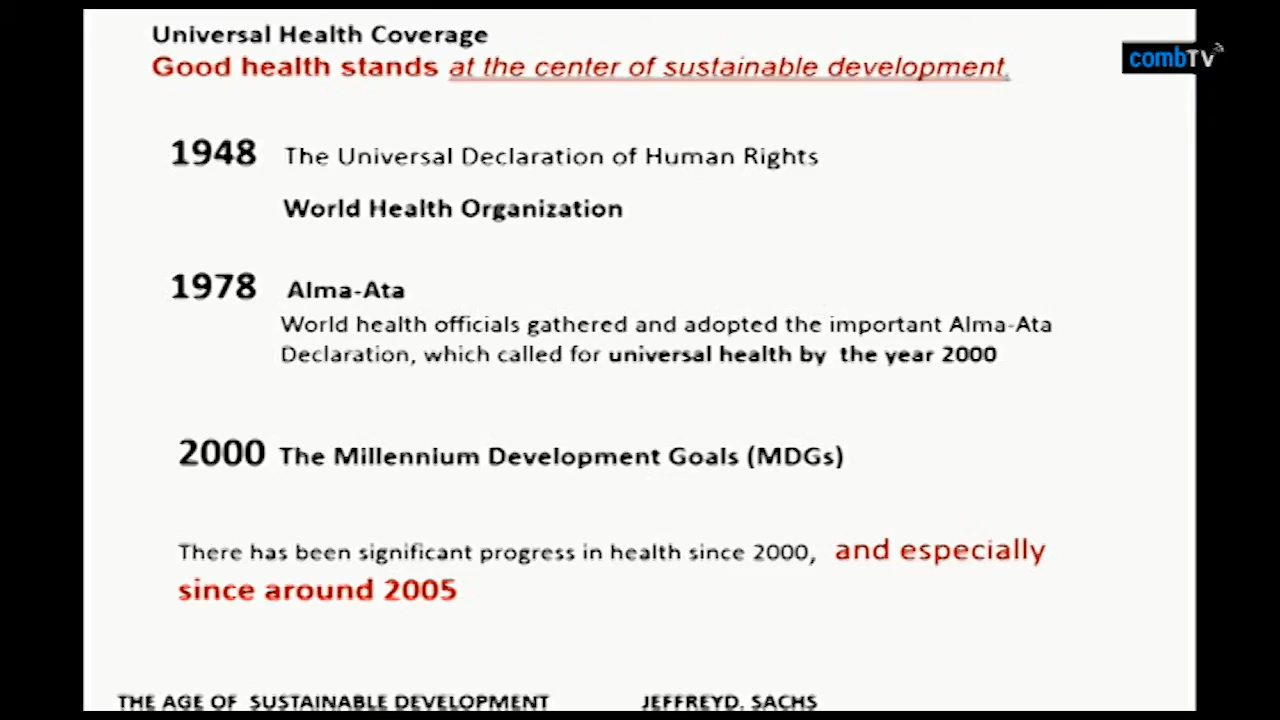 Universal Health Coverage
Good health stands at the center of sustainable development.
combTV
1948 The Universal Declaration of Human Rights
World Health Organization
1978 Alma-Ata
World health officials gathered and adopted the important Alma-Ata
Declaration, which called for universal health by the year 2000
2000 The Millennium Development Goals (MDGs)
There has been significant progress in health since 2000, and especially
since around 2005
THE AGE OF SUSTAINABLE DEVELOPMENT JEFFREYD. SACHS